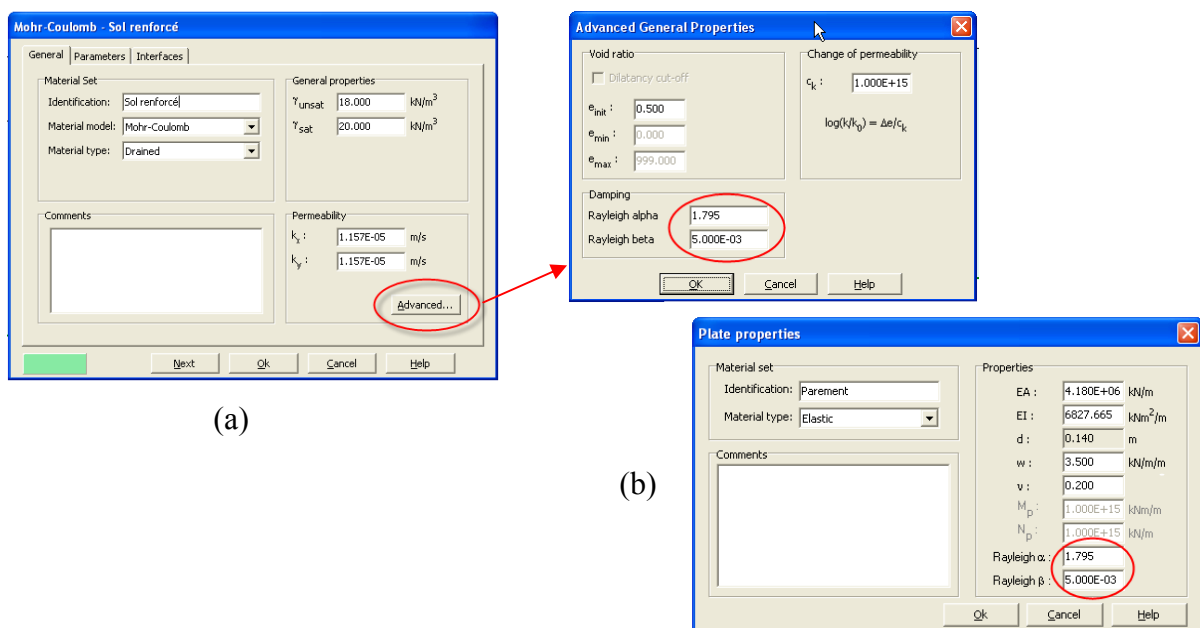 Mohr-Coulomb - Sol renforcé
General Parameters Interfaces
Material Set
Identification: Sol renforcé
Material model: Mohr-Coulomb
Material type: Drained
General properties
γunsat 18.000 kN/m³
γsat 20.000 kN/m³
Comments
Permeability
kx : 1.157E-05 m/s
ky : 1.157E-05 m/s
Advanced...
Next Ok Cancel Help
(a)
Advanced General Properties
Void ratio
Dilatancy cut-off
einit : 0.500
emin : 0.000
emax : 999.000
Change of permeability
ck : 1.000E+15
log(k/k0) = Δe/ck
Damping
Rayleigh alpha 1.795
Rayleigh beta 5.000E-03
OK Cancel Help
(b)
Plate properties
Material set
Identification: Parement
Material type: Elastic
Comments
Properties
EA : 4.180E+06 kN/m
EI : 6827.665 kNm²/m
d : 0.140 m
w : 3.500 kN/m/m
ν : 0.200
Mp : 1.000E+15 kNm/m
Np : 1.000E+15 kN/m
Rayleigh α : 1.795
Rayleigh β : 5.000E-03
Ok Cancel Help